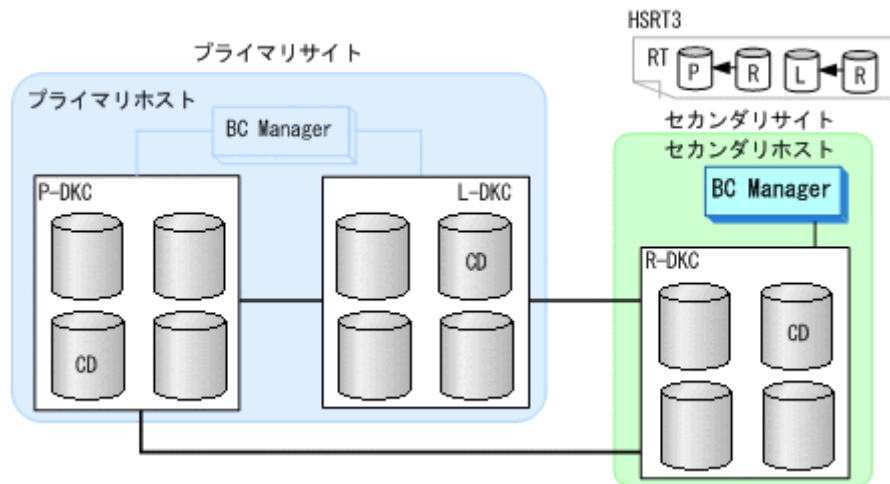 HSRT3
プライマリサイト
RT P R L R
プライマリホスト
セカンダリサイト
セカンダリホスト
BC Manager
BC Manager
P-DKC
L-DKC
R-DKC
CD
CD
CD